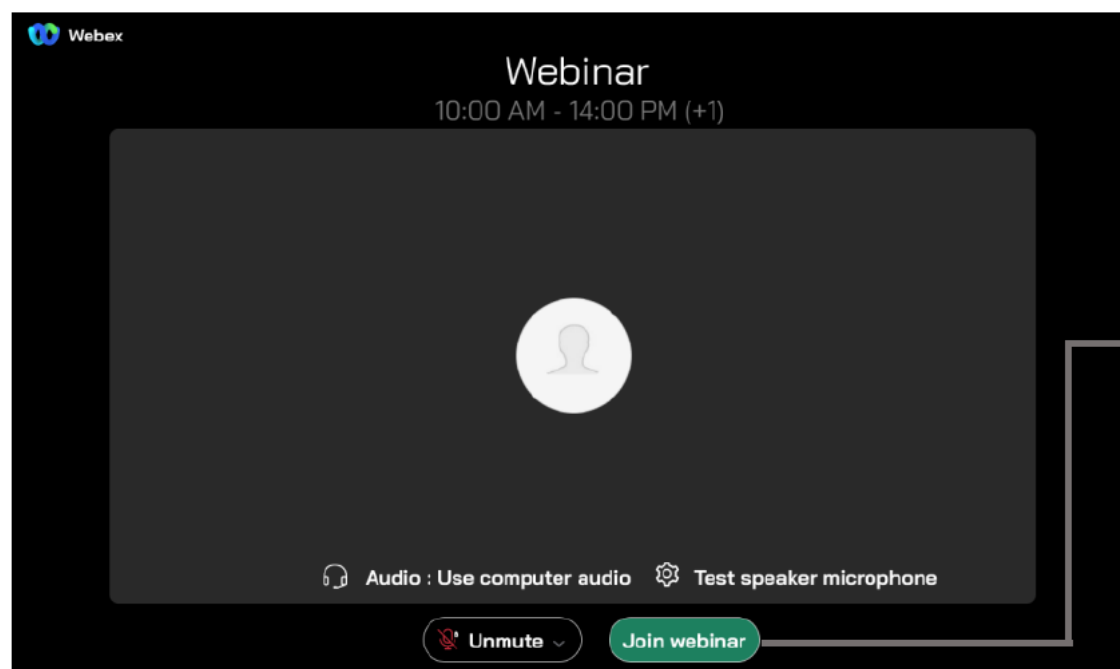 Webex
Webinar
10:00 AM - 14:00 PM (+1)
Audio : Use computer audio Test speaker microphone
Unmute Join webinar